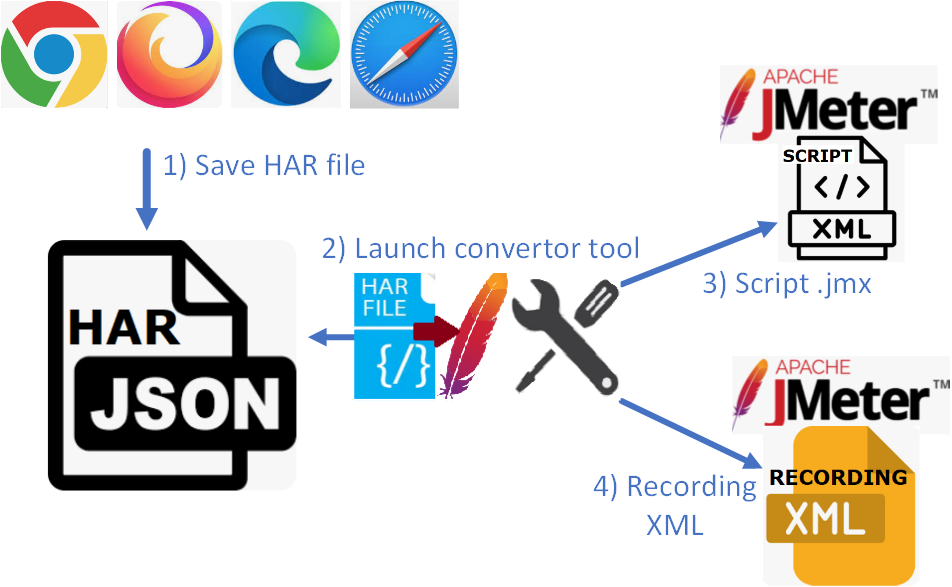 1) Save HAR file
HAR
JSON
2) Launch convertor tool
HAR
FILE
{/}
APACHE
JMeter™
SCRIPT
</>
XML
3) Script .jmx
APACHE
JMeter™
4) Recording
XML
RECORDING
XML